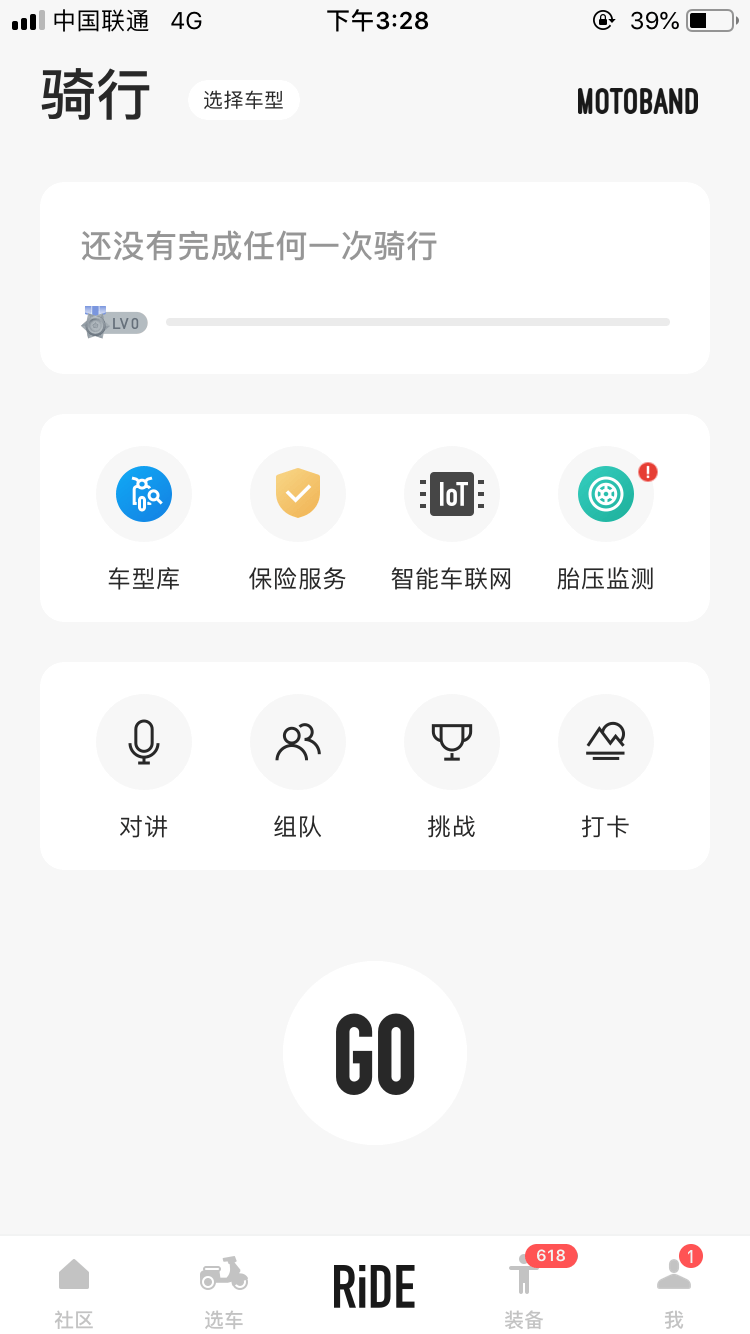 中国联通 4G 下午3:28 39%
骑行 选择车型 MOTOBAND
还没有完成任何一次骑行
LV0
IoT !
车型库 保险服务 智能车联网 胎压监测
对讲 组队 挑战 打卡
GO
618 1
RiDE
社区 选车 装备 我